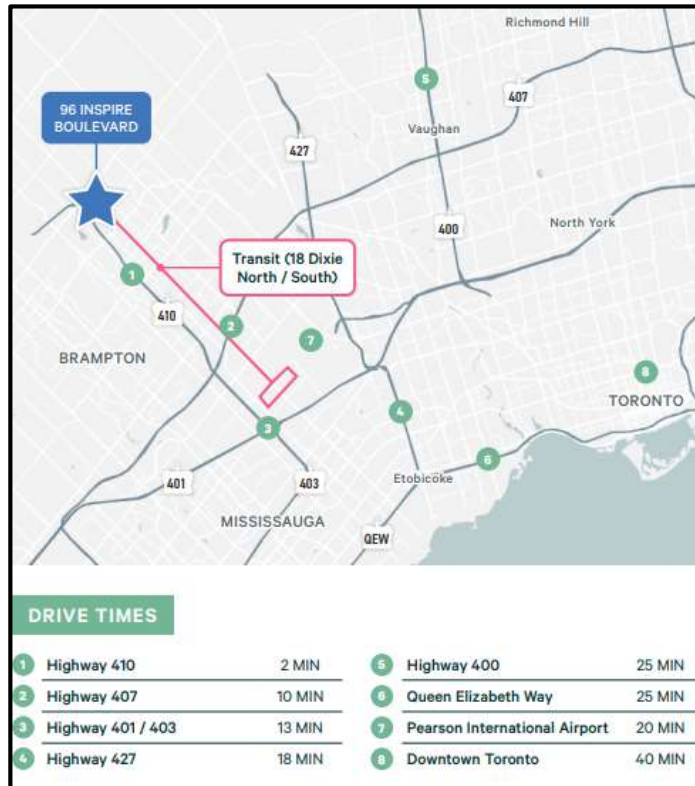 Richmond Hill
5
407
96 INSPIRE
BOULEVARD
Vaughan
427
400
North York
Transit (18 Dixie
North / South)
1
410
2
7
BRAMPTON
8
TORONTO
4
3
6
401
403
Etobicoke
MISSISSAUGA
QEW
DRIVE TIMES
1 Highway 410 2 MIN
2 Highway 407 10 MIN
3 Highway 401 / 403 13 MIN
4 Highway 427 18 MIN
5 Highway 400 25 MIN
6 Queen Elizabeth Way 25 MIN
7 Pearson International Airport 20 MIN
8 Downtown Toronto 40 MIN